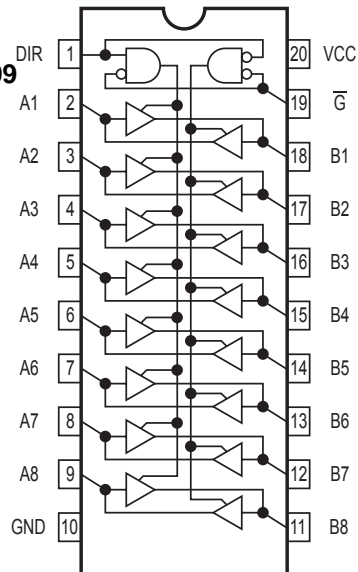 DIR 1 20 VCC
99
A1 2 19 G̅
A2 3 18 B1
A3 4 17 B2
A4 5 16 B3
A5 6 15 B4
A6 7 14 B5
A7 8 13 B6
A8 9 12 B7
GND 10 11 B8